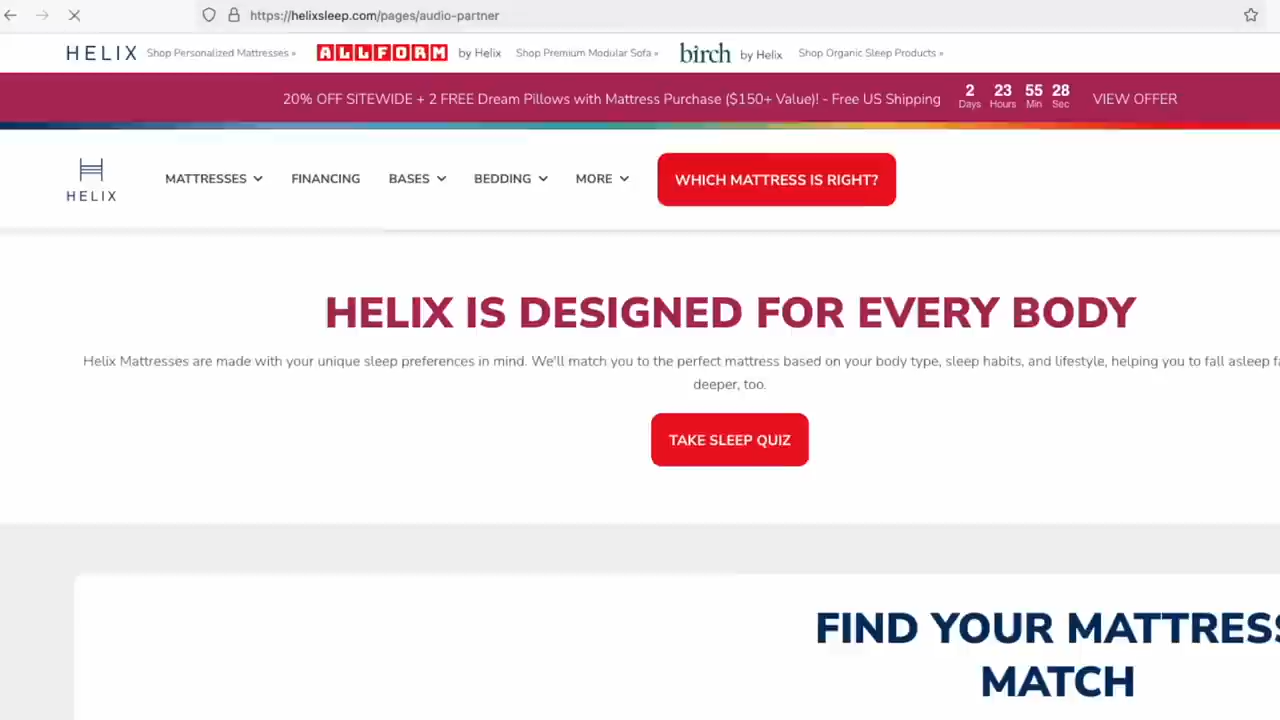 https://helixsleep.com/pages/audio-partner
HELIX Shop Personalized Mattresses » ALLFORM by Helix Shop Premium Modular Sofa » birch by Helix Shop Organic Sleep Products »
20% OFF SITEWIDE + 2 FREE Dream Pillows with Mattress Purchase ($150+ Value)! - Free US Shipping 2 23 55 28 VIEW OFFER
Days Hours Min Sec
HELIX MATTRESSES FINANCING BASES BEDDING MORE WHICH MATTRESS IS RIGHT?
HELIX IS DESIGNED FOR EVERY BODY
Helix Mattresses are made with your unique sleep preferences in mind. We'll match you to the perfect mattress based on your body type, sleep habits, and lifestyle, helping you to fall asleep
deeper, too.
TAKE SLEEP QUIZ
FIND YOUR MATTRESS
MATCH